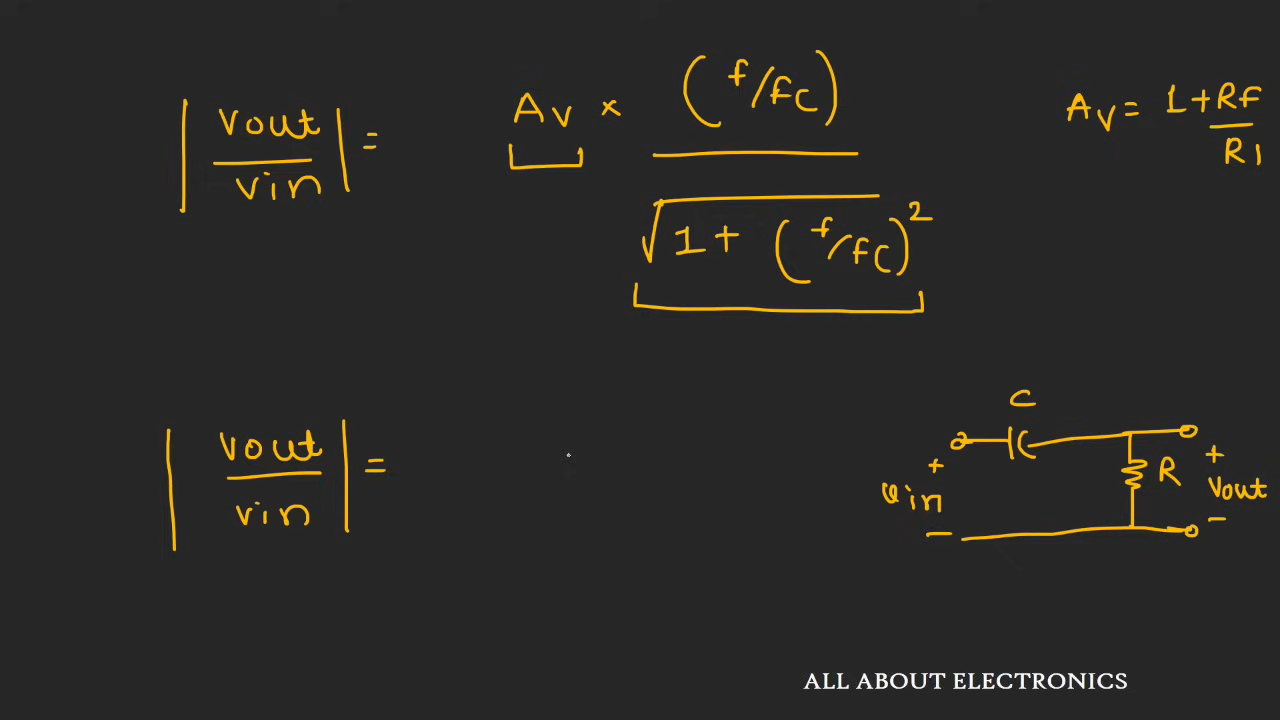 |Vout/Vin| = Av × (f/fC)/√1+(f/fC)²
Av = 1+RF/R1
|Vout/Vin| =
C
+ Vin -
R
+ Vout -
ALL ABOUT ELECTRONICS